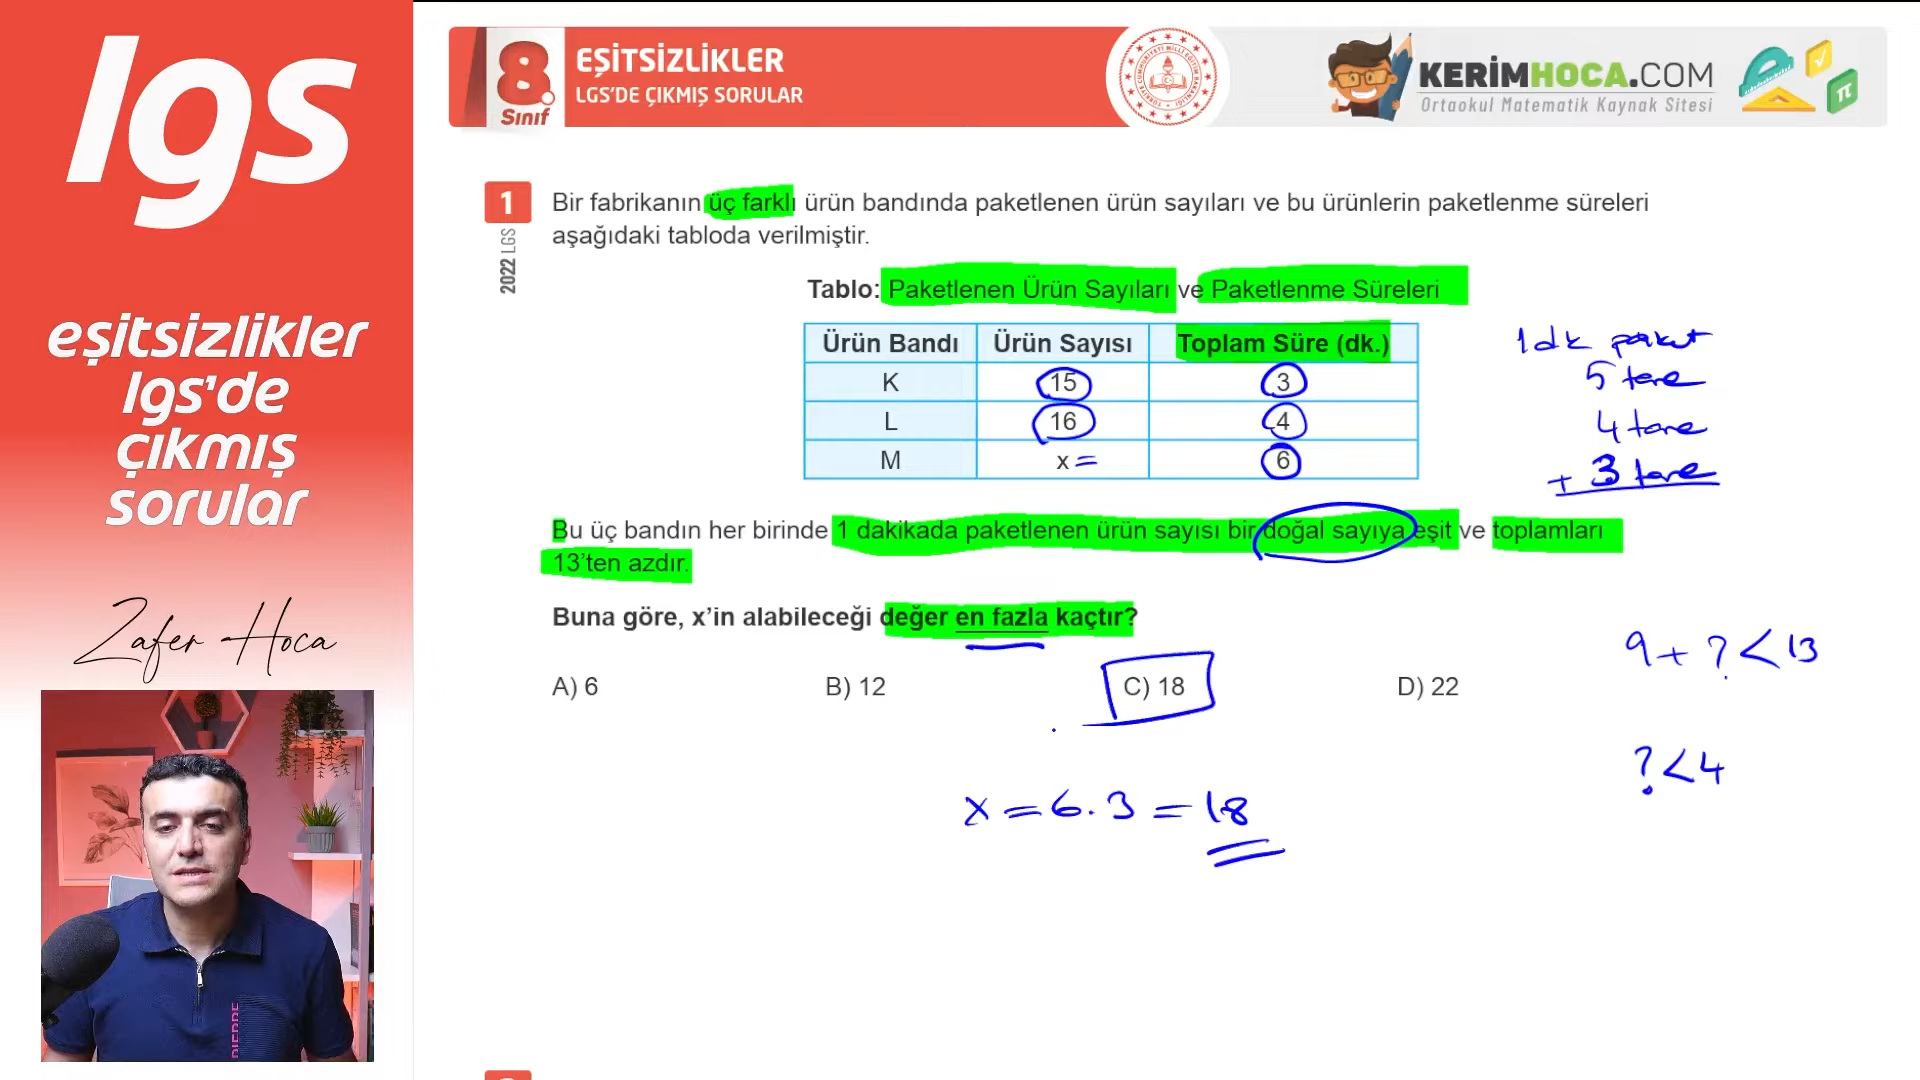 lgs
eşitsizlikler
lgs'de
çıkmış
sorular
Zafer Hoca
8.
Sınıf
EŞİTSİZLİKLER
LGS'DE ÇIKMIŞ SORULAR
KERİMHOCA.COM
Ortaokul Matematik Kaynak Sitesi
π
1
2022 LGS
Bir fabrikanın üç farklı ürün bandında paketlenen ürün sayıları ve bu ürünlerin paketlenme süreleri
aşağıdaki tabloda verilmiştir.
Tablo: Paketlenen Ürün Sayıları ve Paketlenme Süreleri
Ürün Bandı Ürün Sayısı Toplam Süre (dk.)
K 15 3
L 16 4
M x = 6
1 dk paket
5 tane
4 tane
+ 3 tane
Bu üç bandın her birinde 1 dakikada paketlenen ürün sayısı bir doğal sayıya eşit ve toplamları
13'ten azdır.
Buna göre, x'in alabileceği değer en fazla kaçtır?
9 + ? < 13
A) 6 B) 12 C) 18 D) 22
? < 4
x = 6.3 = 18